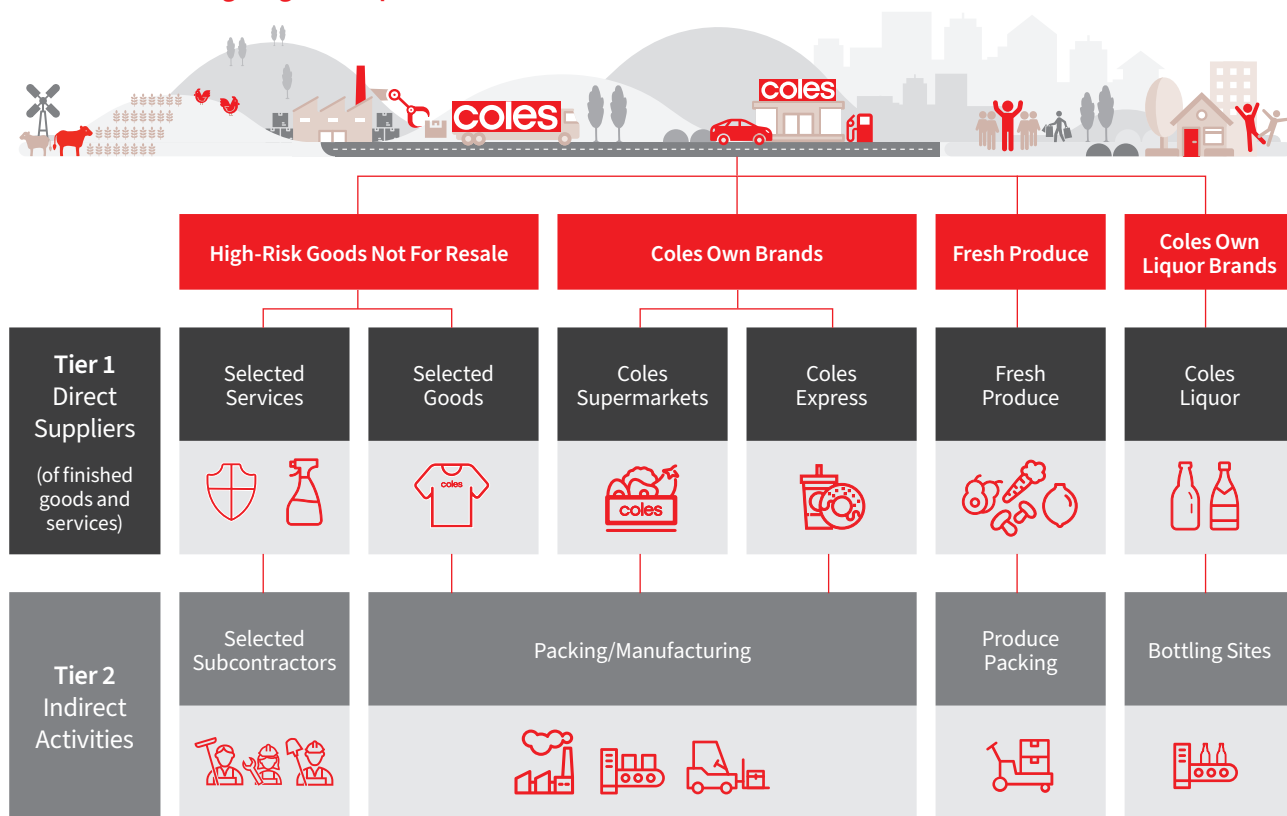 coles
coles
High-Risk Goods Not For Resale
Coles Own Brands
Fresh Produce
Coles Own
Liquor Brands
Tier 1
Direct
Suppliers
(of finished
goods and
services)
Selected
Services
Selected
Goods
Coles
Supermarkets
Coles
Express
Fresh
Produce
Coles
Liquor
coles
coles
Tier 2
Indirect
Activities
Selected
Subcontractors
Packing/Manufacturing
Produce
Packing
Bottling Sites